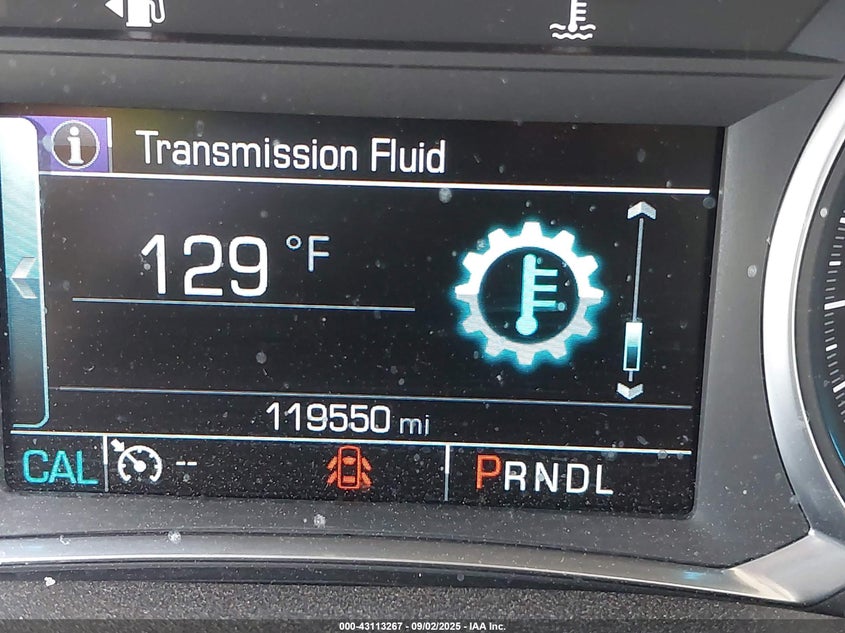 i Transmission Fluid
129 °F
119550 mi
CAL -- PRNDL
000-43113267 - 09/02/2025 - IAA Inc.